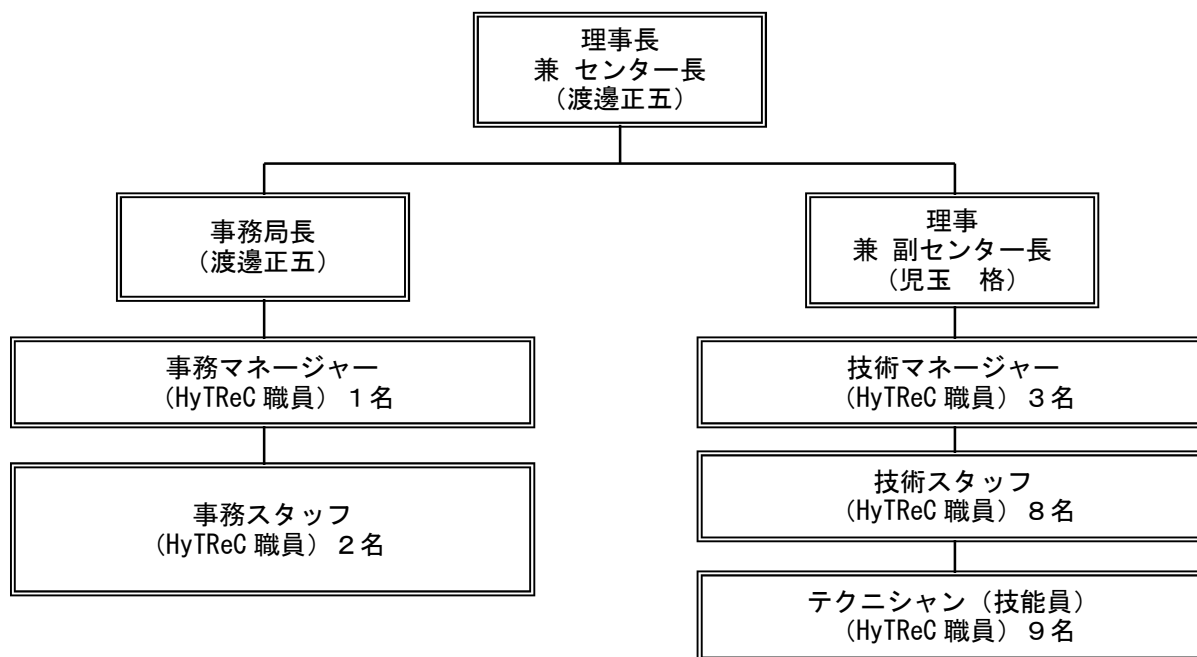 理事長
兼 センター長
（渡邊正五）
事務局長
（渡邊正五）
理事
兼 副センター長
（児玉　格）
事務マネージャー
（HyTReC 職員）１名
技術マネージャー
（HyTReC 職員）３名
事務スタッフ
（HyTReC 職員）２名
技術スタッフ
（HyTReC 職員）８名
テクニシャン（技能員）
（HyTReC 職員）９名